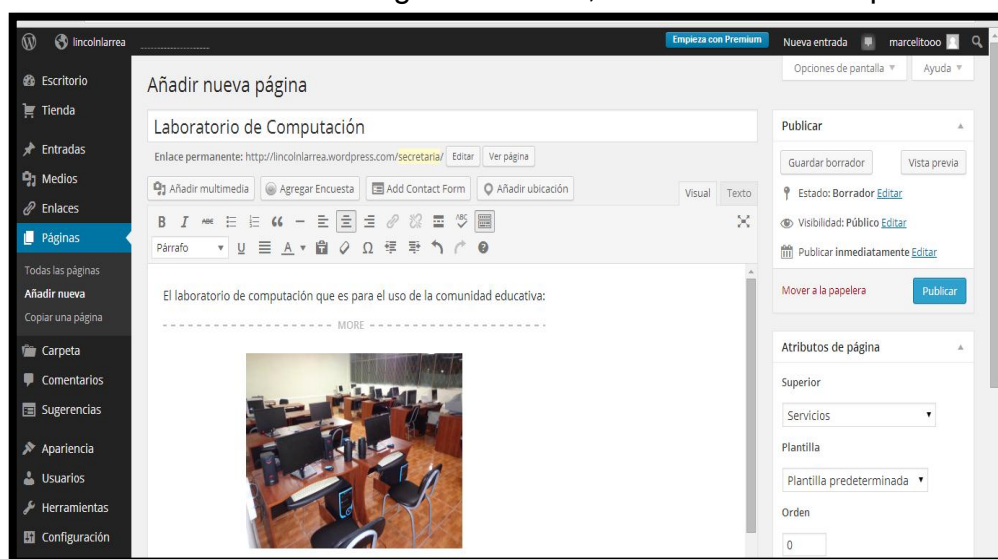 lincolnlarrea
Empieza con Premium
Nueva entrada
marcelitooo
Escritorio
Tienda
Entradas
Medios
Enlaces
Páginas
Todas las páginas
Añadir nueva
Copiar una página
Carpeta
Comentarios
Sugerencias
Apariencia
Usuarios
Herramientas
Configuración
Opciones de pantalla
Ayuda
Añadir nueva página
Laboratorio de Computación
Enlace permanente: http://lincolnlarrea.wordpress.com/secretaria/ Editar Ver página
Añadir multimedia Agregar Encuesta Add Contact Form Añadir ubicación
Visual Texto
B I ABC
Párrafo U A Ω
El laboratorio de computación que es para el uso de la comunidad educativa:
MORE
Publicar
Guardar borrador Vista previa
Estado: Borrador Editar
Visibilidad: Público Editar
Publicar inmediatamente Editar
Mover a la papelera Publicar
Atributos de página
Superior
Servicios
Plantilla
Plantilla predeterminada
Orden
0